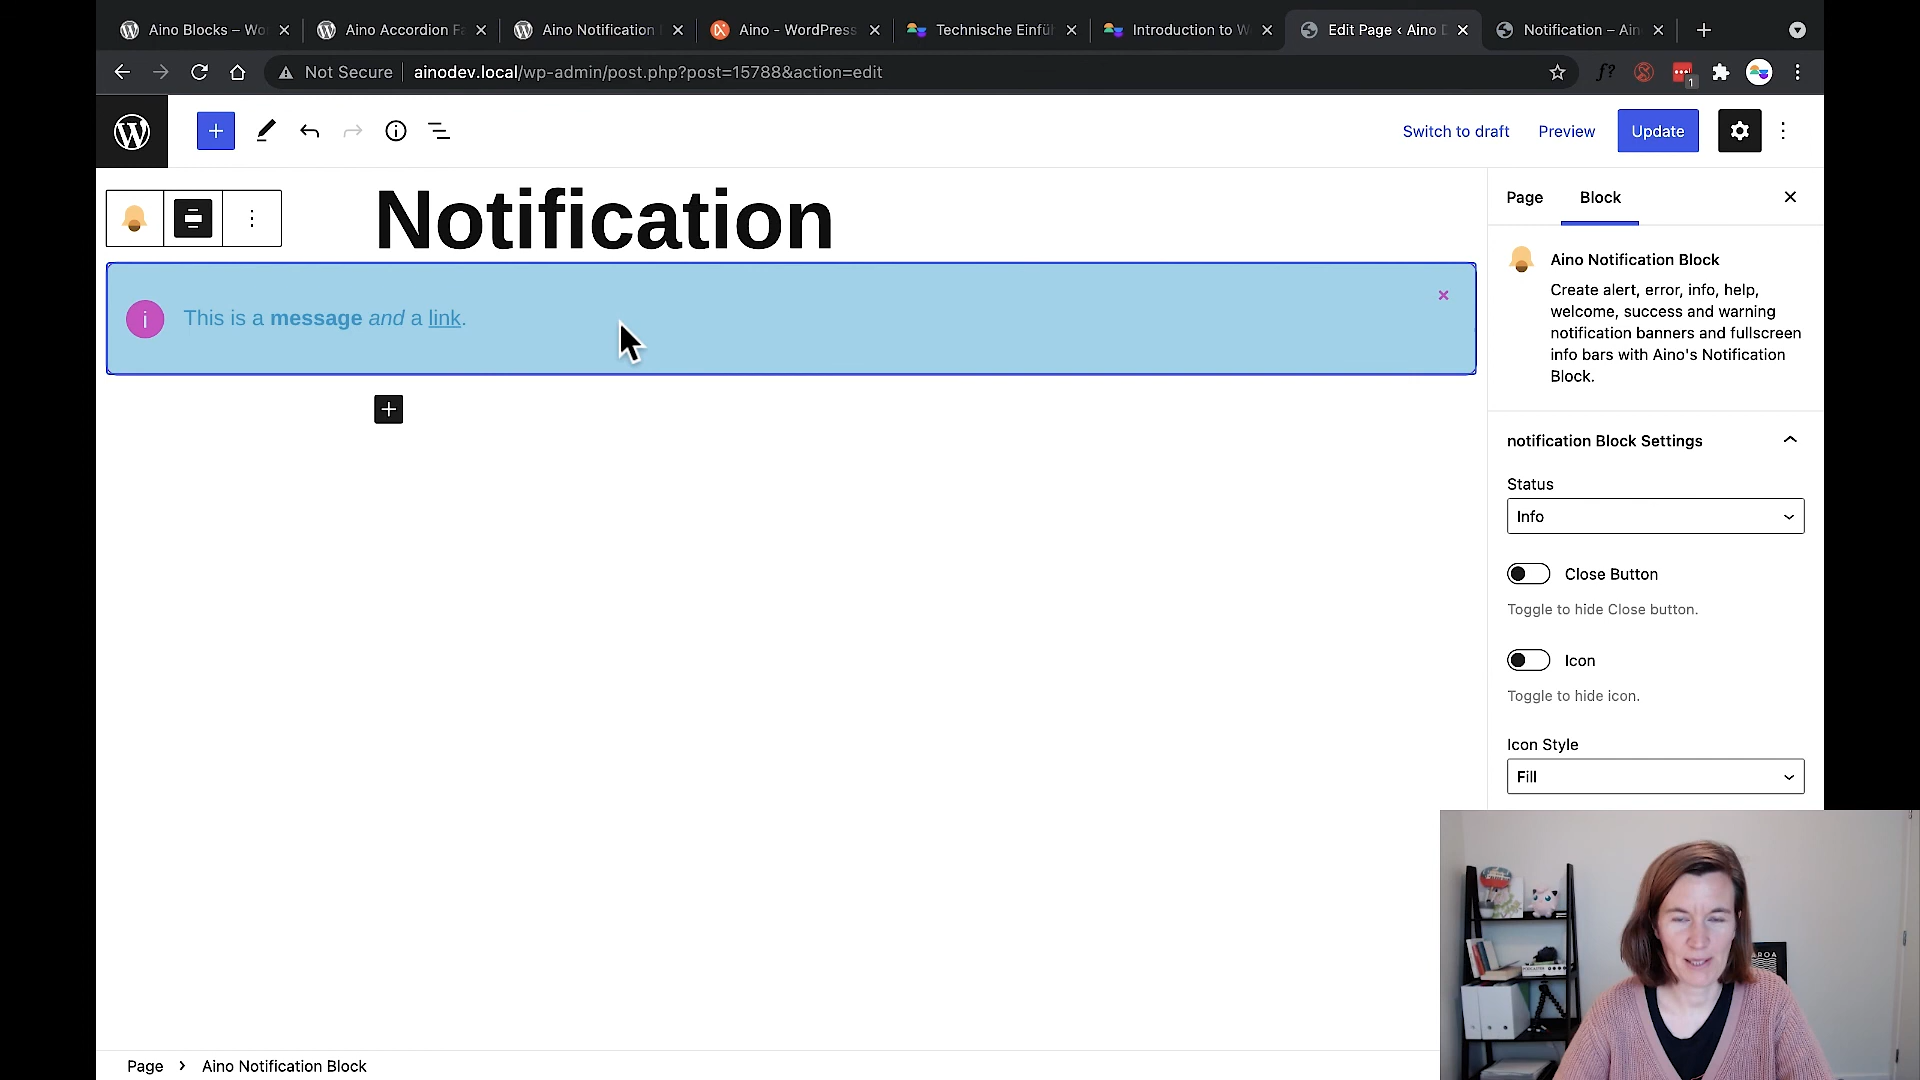 Aino Blocks – Wo
Aino Accordion Fa
Aino Notification
Aino - WordPress
Technische Einfüh
Introduction to W
Edit Page ‹ Aino D
Notification – Ain
Not Secure
ainodev.local/wp-admin/post.php?post=15788&action=edit
f?
1
Switch to draft
Preview
Update
Notification
This is a message and a link.
Page
Block
Aino Notification Block
Create alert, error, info, help,
welcome, success and warning
notification banners and fullscreen
info bars with Aino's Notification
Block.
notification Block Settings
Status
Info
Close Button
Toggle to hide Close button.
Icon
Toggle to hide icon.
Icon Style
Fill
Page
Aino Notification Block